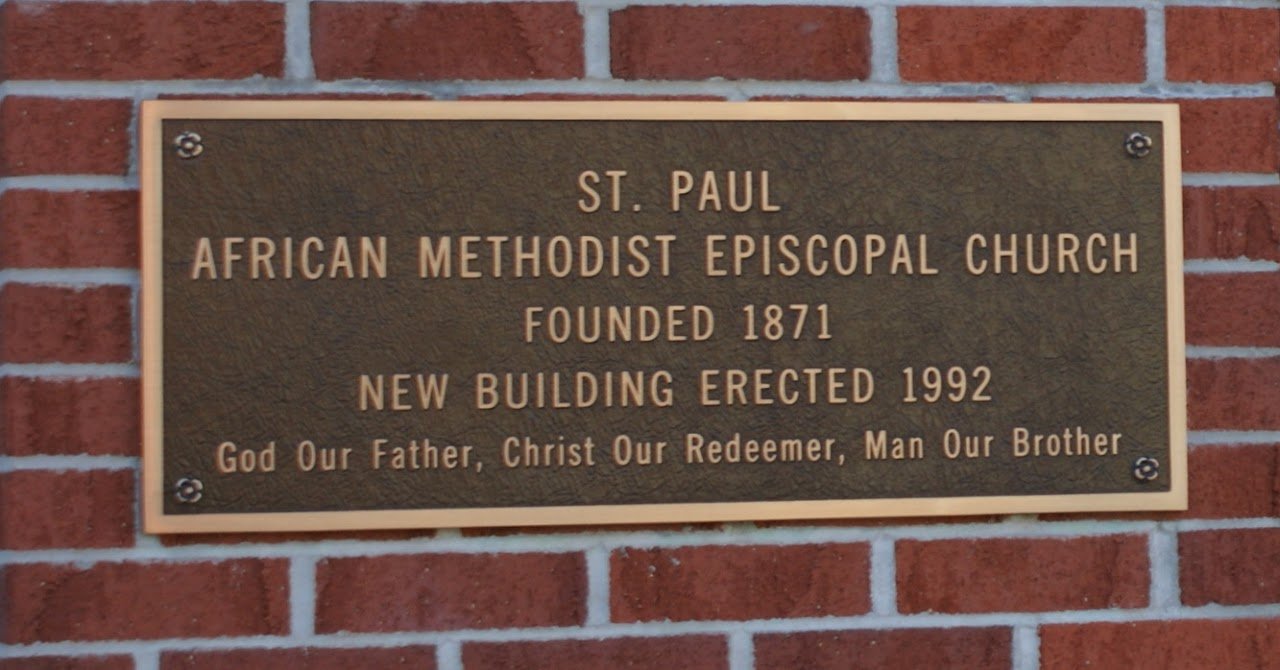 ST. PAUL
AFRICAN METHODIST EPISCOPAL CHURCH
FOUNDED 1871
NEW BUILDING ERECTED 1992
God Our Father, Christ Our Redeemer, Man Our Brother